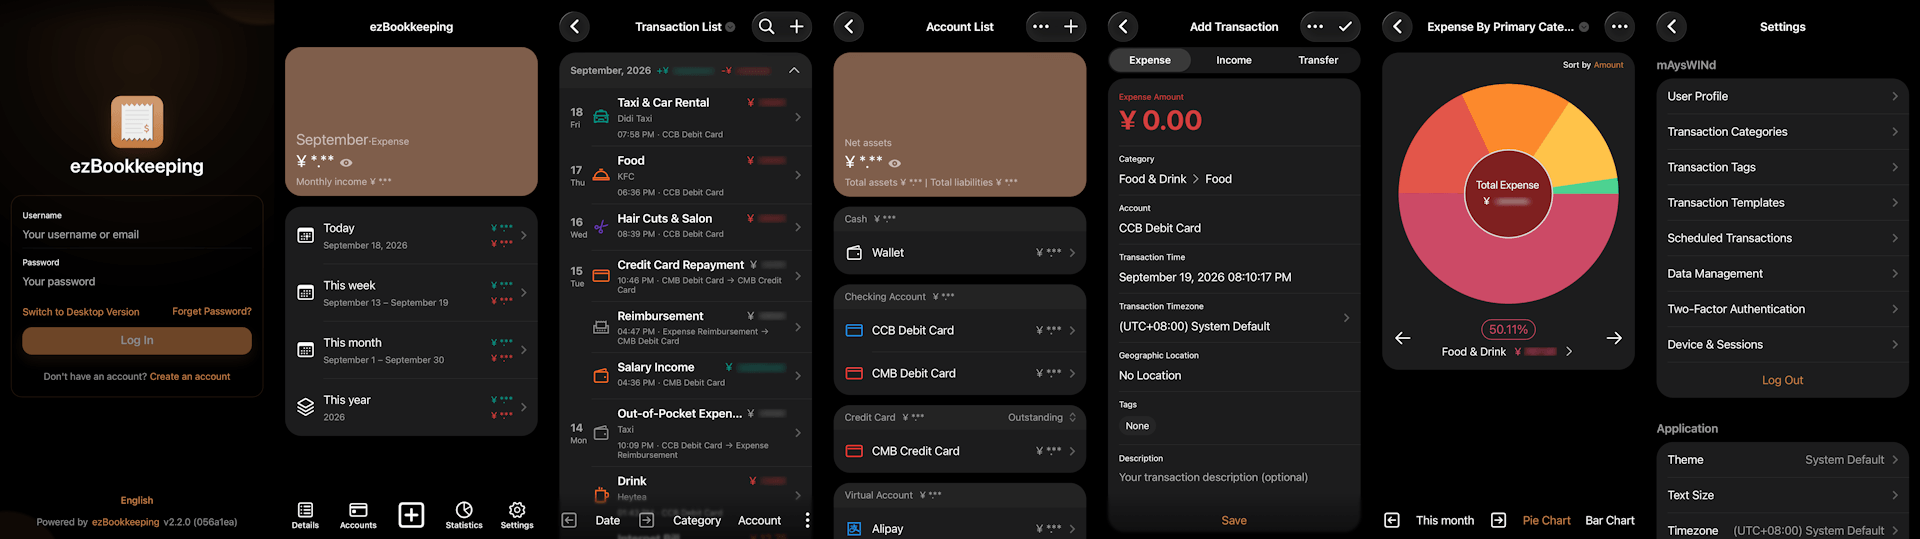 ezBookkeeping
Username
Your username or email
Password
Your password
Switch to Desktop Version
Forget Password?
Log In
Don't have an account? Create an account
English
Powered by ezBookkeeping v2.2.0 (056a1ea)
ezBookkeeping
September·Expense
¥ *.**
Monthly income ¥ *.**
Today
September 18, 2026
¥ *.**
¥ *.**
This week
September 13 – September 19
¥ *.**
¥ *.**
This month
September 1 – September 30
¥ *.**
¥ *.**
This year
2026
¥ *.**
¥ *.**
Details
Accounts
Statistics
Settings
Transaction List
September, 2026 +¥ -¥
18
Fri
Taxi & Car Rental ¥
Didi Taxi
07:58 PM · CCB Debit Card
17
Thu
Food ¥
KFC
06:36 PM · CCB Debit Card
16
Wed
Hair Cuts & Salon ¥
08:39 PM · CCB Debit Card
15
Tue
Credit Card Repayment ¥
10:46 PM · CMB Debit Card → CMB Credit
Card
Reimbursement ¥
04:47 PM · Expense Reimbursement →
CMB Debit Card
Salary Income ¥
04:36 PM · CMB Debit Card
14
Mon
Out-of-Pocket Expen... ¥
Taxi
10:09 PM · CCB Debit Card → Expense
Reimbursement
Drink ¥
Heytea
Date
Category
Account
Account List
Net assets
¥ *.**
Total assets ¥ *.** | Total liabilities ¥ *.**
Cash ¥ *.**
Wallet ¥ *.**
Checking Account ¥ *.**
CCB Debit Card ¥ *.**
CMB Debit Card ¥ *.**
Credit Card ¥ *.** Outstanding
CMB Credit Card ¥ *.**
Virtual Account ¥ *.**
Alipay ¥ *.**
Add Transaction
Expense
Income
Transfer
Expense Amount
¥ 0.00
Category
Food & Drink > Food
Account
CCB Debit Card
Transaction Time
September 19, 2026 08:10:17 PM
Transaction Timezone
(UTC+08:00) System Default
Geographic Location
No Location
Tags
None
Description
Your transaction description (optional)
Save
Expense By Primary Cate...
Sort by Amount
Total Expense
¥
50.11%
Food & Drink ¥
This month
Pie Chart
Bar Chart
Settings
mAysWINd
User Profile
Transaction Categories
Transaction Tags
Transaction Templates
Scheduled Transactions
Data Management
Two-Factor Authentication
Device & Sessions
Log Out
Application
Theme System Default
Text Size
Timezone (UTC+08:00) System Default